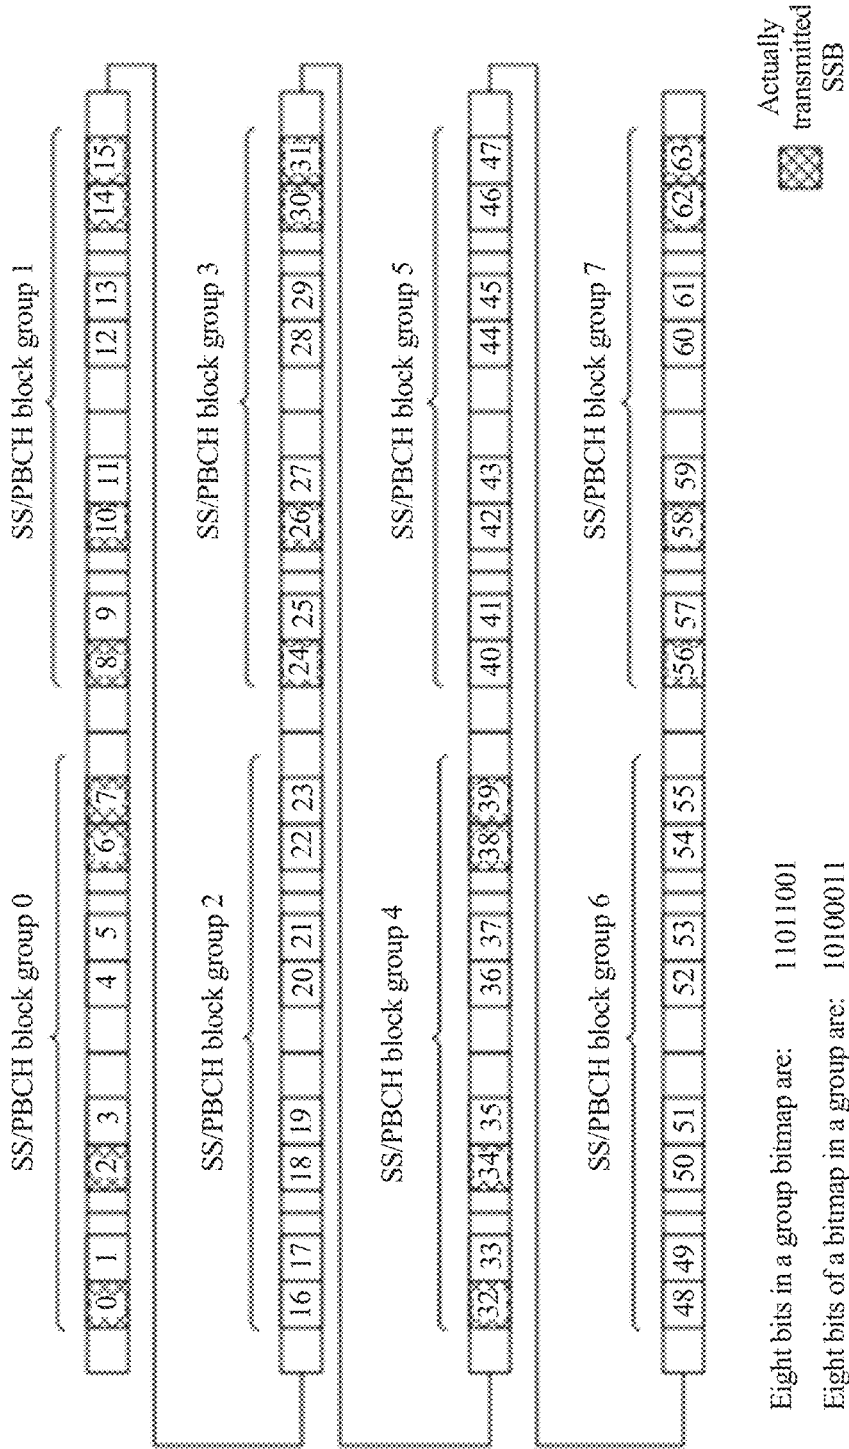 SS/PBCH block group 0
SS/PBCH block group 1
0 1 2 3 4 5 6 7 8 9 10 11 12 13 14 15
SS/PBCH block group 2
SS/PBCH block group 3
16 17 18 19 20 21 22 23 24 25 26 27 28 29 30 31
SS/PBCH block group 4
SS/PBCH block group 5
32 33 34 35 36 37 38 39 40 41 42 43 44 45 46 47
SS/PBCH block group 6
SS/PBCH block group 7
48 49 50 51 52 53 54 55 56 57 58 59 60 61 62 63
Eight bits in a group bitmap are: 11011001
Eight bits of a bitmap in a group are: 10100011
Actually
transmitted
SSB